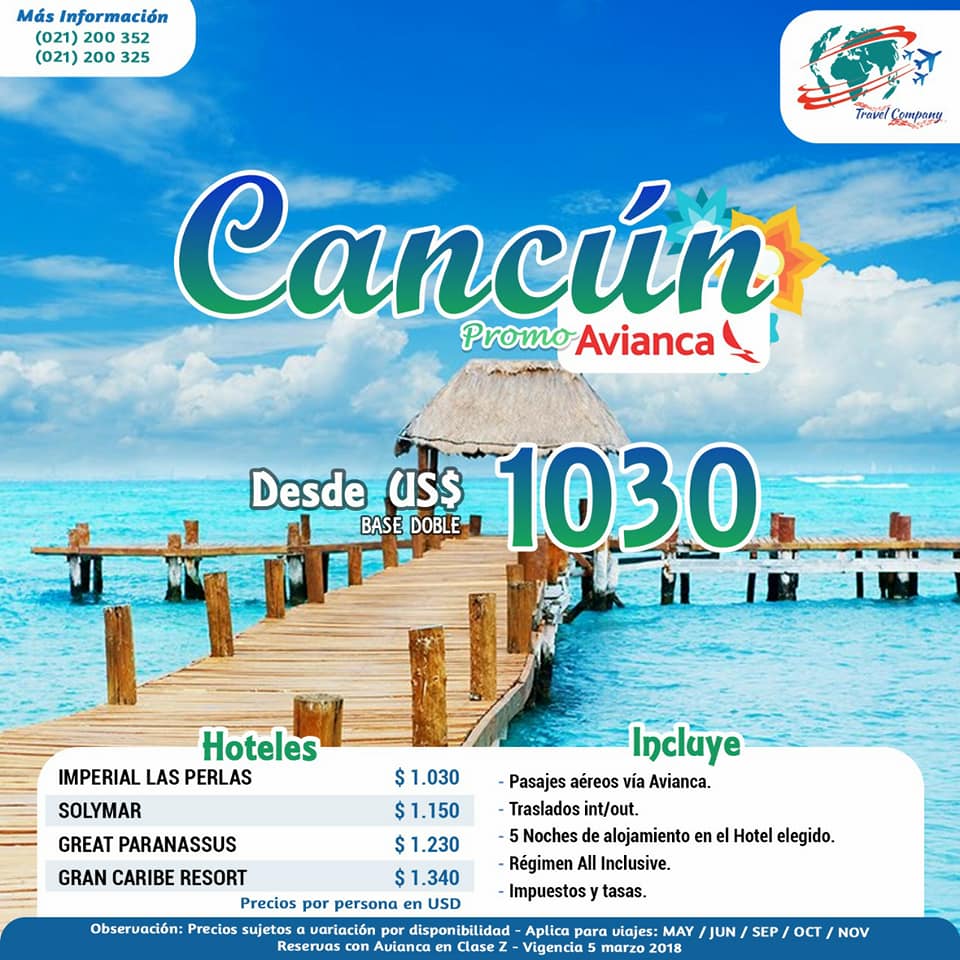 Más Información
(021) 200 352
(021) 200 325
Travel Company
Cancún
Promo Avianca
Desde US$ 1030
BASE DOBLE
Hoteles
IMPERIAL LAS PERLAS $ 1.030
SOLYMAR $ 1.150
GREAT PARANASSUS $ 1.230
GRAN CARIBE RESORT $ 1.340
Precios por persona en USD
Incluye
- Pasajes aéreos vía Avianca.
- Traslados int/out.
- 5 Noches de alojamiento en el Hotel elegido.
- Régimen All Inclusive.
- Impuestos y tasas.
Observación: Precios sujetos a variación por disponibilidad - Aplica para viajes: MAY / JUN / SEP / OCT / NOV
Reservas con Avianca en Clase Z - Vigencia 5 marzo 2018